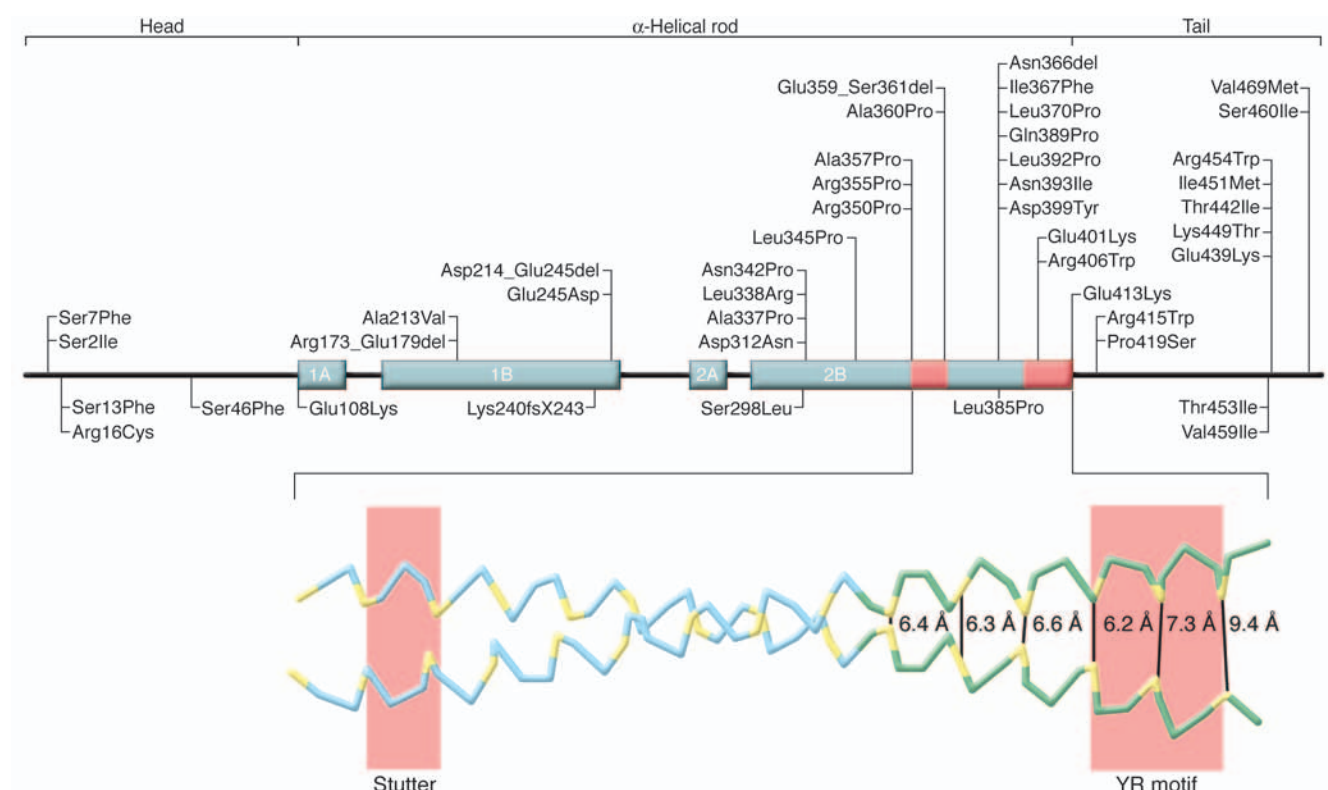 Head
α-Helical rod
Tail
Asn366del
Glu359_Ser361del
Ile367Phe
Val469Met
Ala360Pro
Leu370Pro
Ser460Ile
Gln389Pro
Ala357Pro
Leu392Pro
Arg454Trp
Arg355Pro
Asn393Ile
Ile451Met
Arg350Pro
Asp399Tyr
Thr442Ile
Leu345Pro
Glu401Lys
Lys449Thr
Asp214_Glu245del
Asn342Pro
Arg406Trp
Glu439Lys
Glu245Asp
Leu338Arg
Glu413Lys
Ser7Phe
Ala213Val
Ala337Pro
Arg415Trp
Ser2Ile
Arg173_Glu179del
Asp312Asn
Pro419Ser
1A
1B
2A
2B
Ser13Phe
Ser46Phe
Glu108Lys
Lys240fsX243
Ser298Leu
Leu385Pro
Thr453Ile
Arg16Cys
Val459Ile
6.4 Å
6.3 Å
6.6 Å
6.2 Å
7.3 Å
9.4 Å
Stutter
YR motif